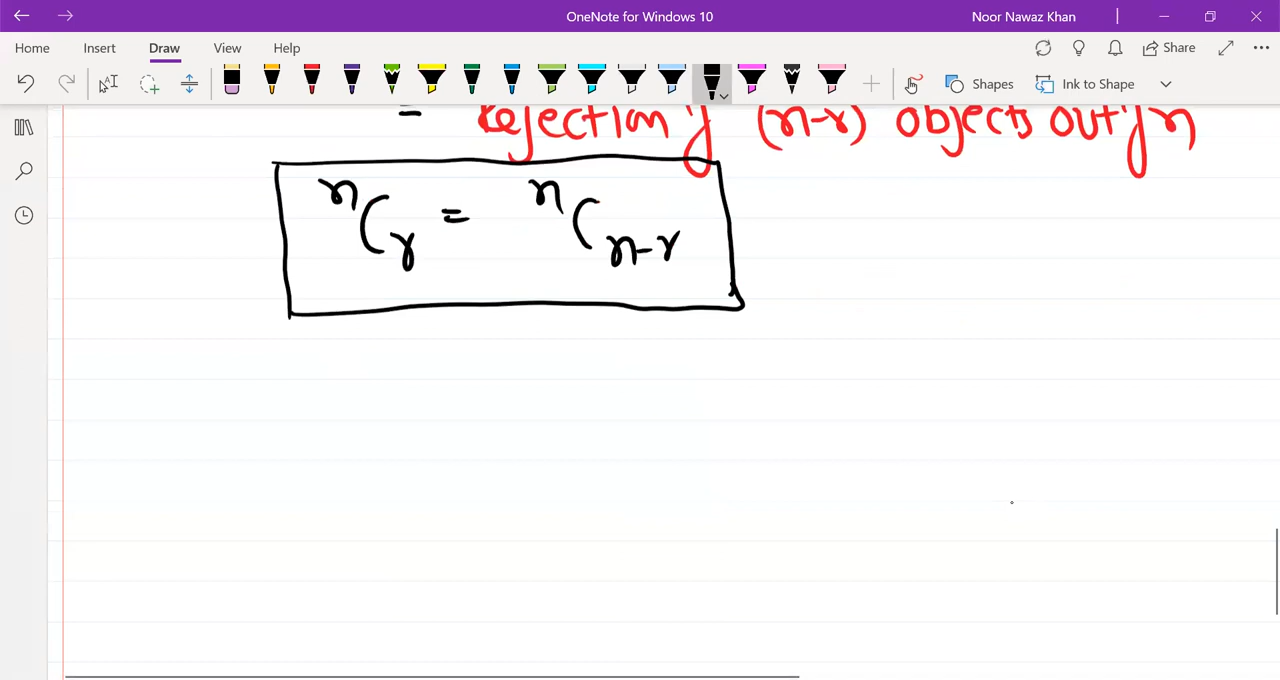 OneNote for Windows 10
Noor Nawaz Khan
Home Insert Draw View Help
Share
Shapes
Ink to Shape
= Rejection of (n-r) objects out of n
ⁿCᵣ = ⁿCₙ₋ᵣ